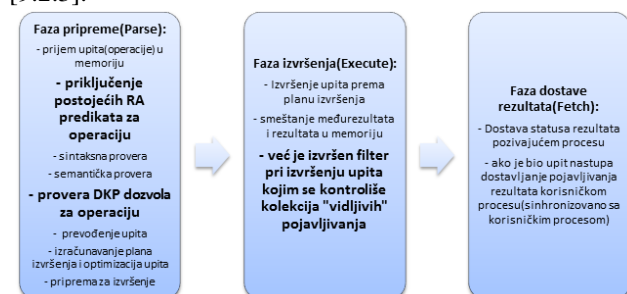 [9.2.5].
Faza pripreme(Parse):
- prijem upita(operacije) u
memoriju
- priključenje
postojećih RA
predikata za
operaciju
- sintaksna provera
- semantička provera
- provera DKP dozvola
za operaciju
- prevođenje upita
- izračunavanje plana
izvršenja i optimizacija upita
- priprema za izvršenje
Faza izvršenja(Execute):
- Izvršenje upita prema
planu izvršenja
- smeštanje međurezultata
i rezultata u memoriju
- već je izvršen filter
pri izvršenju upita
kojim se kontroliše
kolekcija "vidljivih"
pojavljivanja
Faza dostave
rezultata(Fetch):
- Dostava statusa rezultata
pozivajućem procesu
- ako je bio upit nastupa
dostavljanje pojavljivanja
rezultata korisničkom
procesu(sinhronizovano sa
korisničkim procesom)